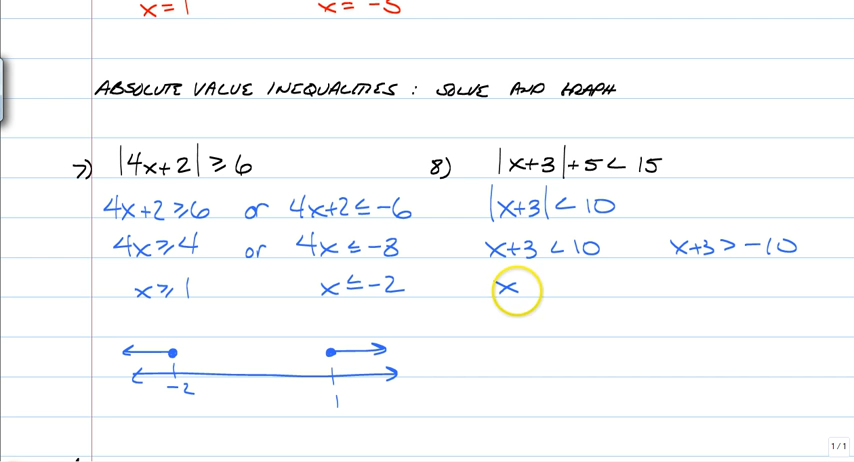 x = 1 x = -5
ABSOLUTE VALUE INEQUALITIES : SOLVE AND GRAPH
7) |4x+2| ≥ 6 8) |x+3|+5 < 15
4x+2 ≥ 6 or 4x+2 ≤ -6 |x+3| < 10
4x ≥ 4 or 4x ≤ -8 x+3 < 10 x+3 > -10
x ≥ 1 x ≤ -2 x
-2 1
1 / 1